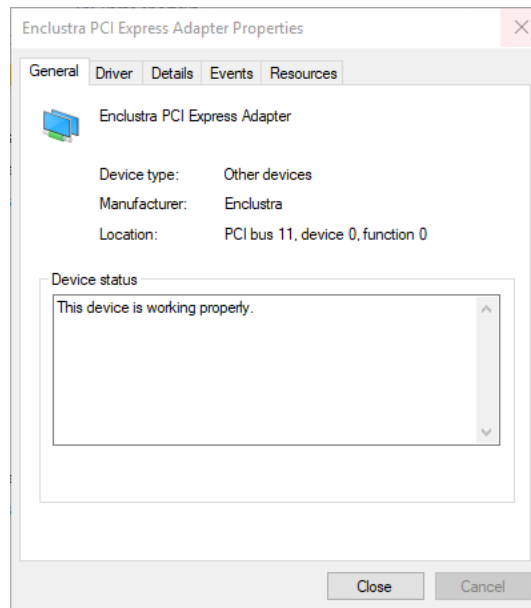 Enclustra PCI Express Adapter Properties
General Driver Details Events Resources
Enclustra PCI Express Adapter
Device type: Other devices
Manufacturer: Enclustra
Location: PCI bus 11, device 0, function 0
Device status
This device is working properly.
Close Cancel